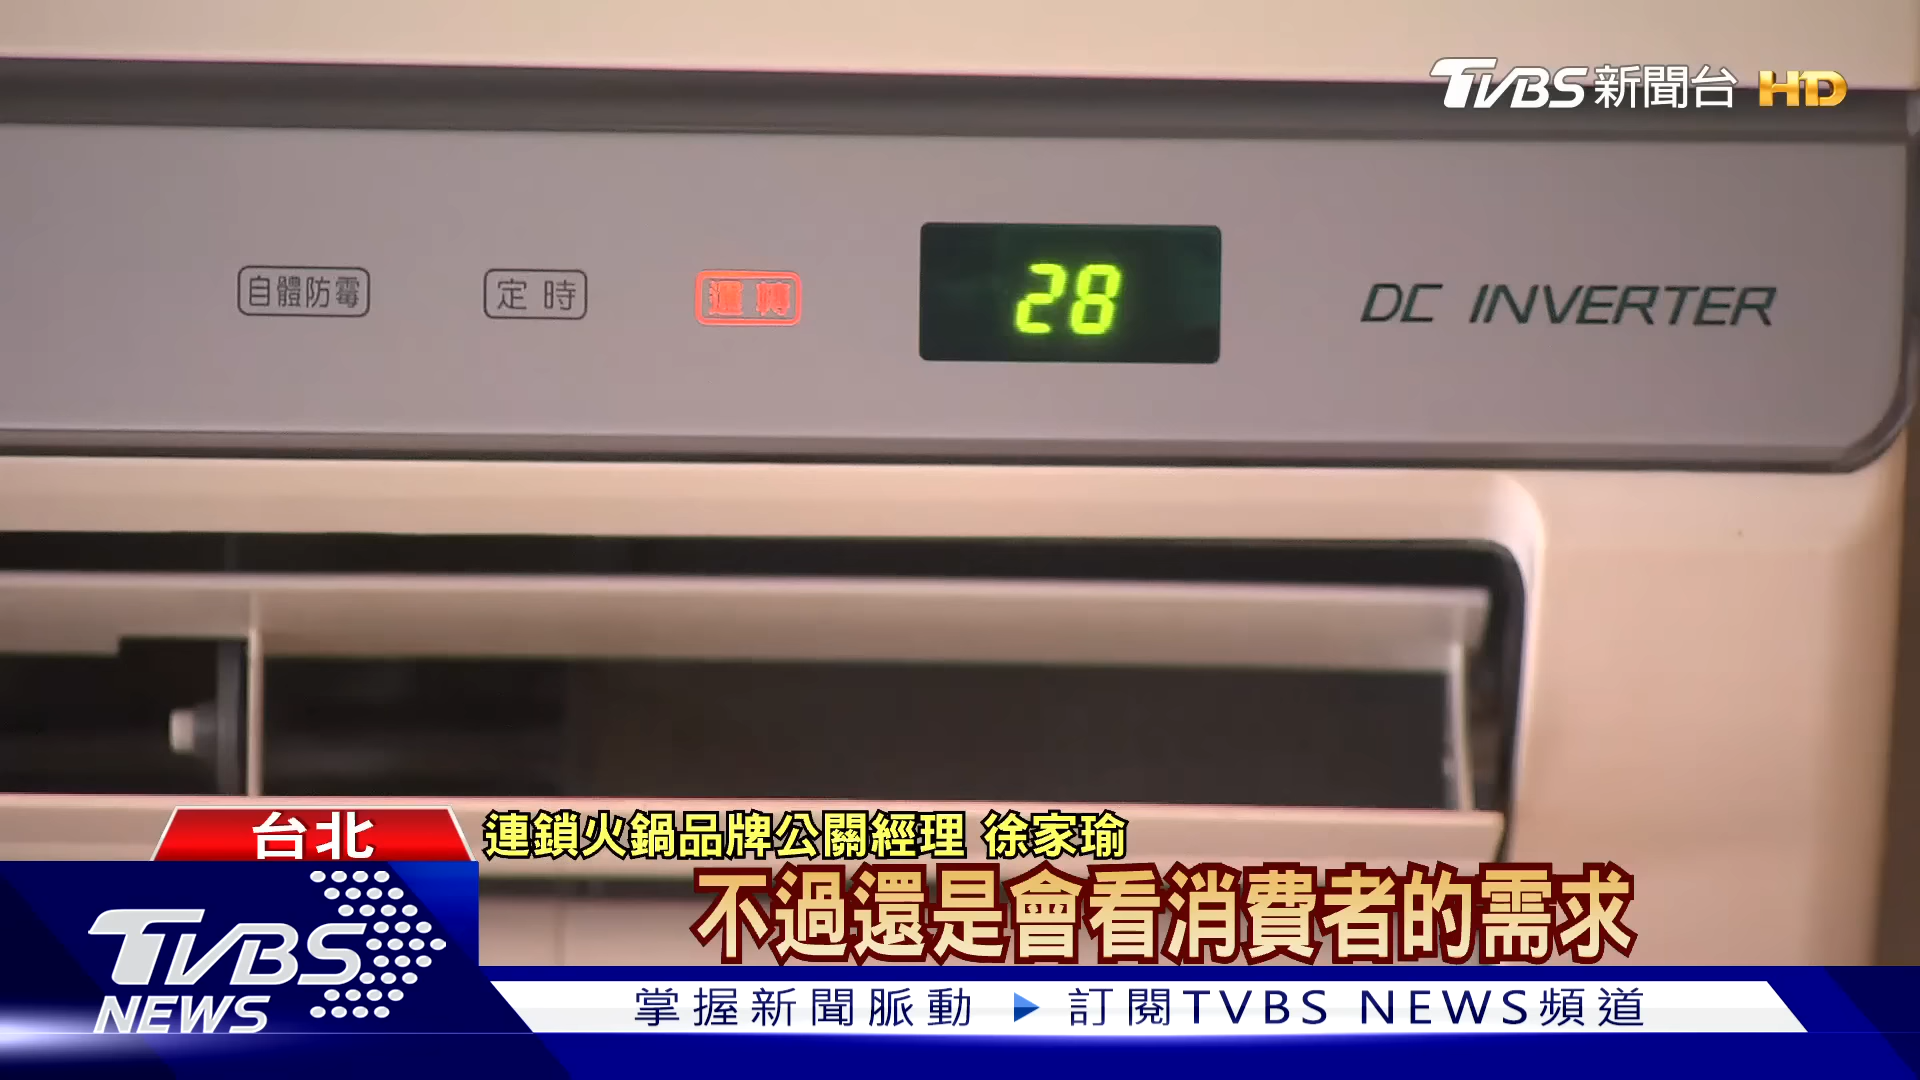 TVBS新聞台 HD
自體防霉
定時
運轉
28
DC INVERTER
台北
連鎖火鍋品牌公關經理 徐家瑜
不過還是會看消費者的需求
TVBS
NEWS
掌握新聞脈動 ▶ 訂閱TVBS NEWS頻道